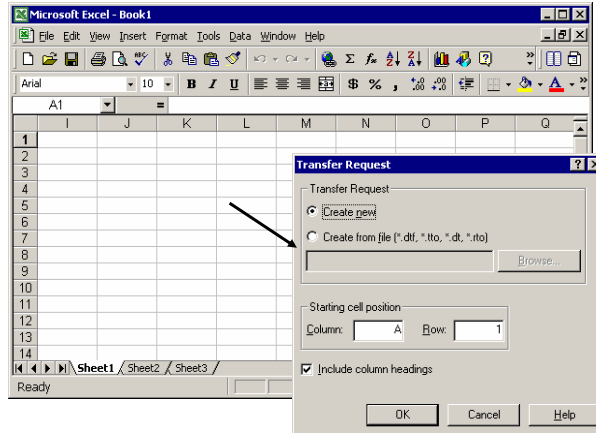 Microsoft Excel - Book1
File Edit View Insert Format Tools Data Window Help
Arial 10 B I U $ % ,
A1 =
I J K L M N O P Q
1
2
3
4
5
6
7
8
9
10
11
12
13
14
Sheet1 Sheet2 Sheet3
Ready
Transfer Request
Transfer Request
Create new
Create from file (*.dtf, *.tto, *.dt, *.rto)
Browse...
Starting cell position
Column: A Row: 1
Include column headings
OK Cancel Help